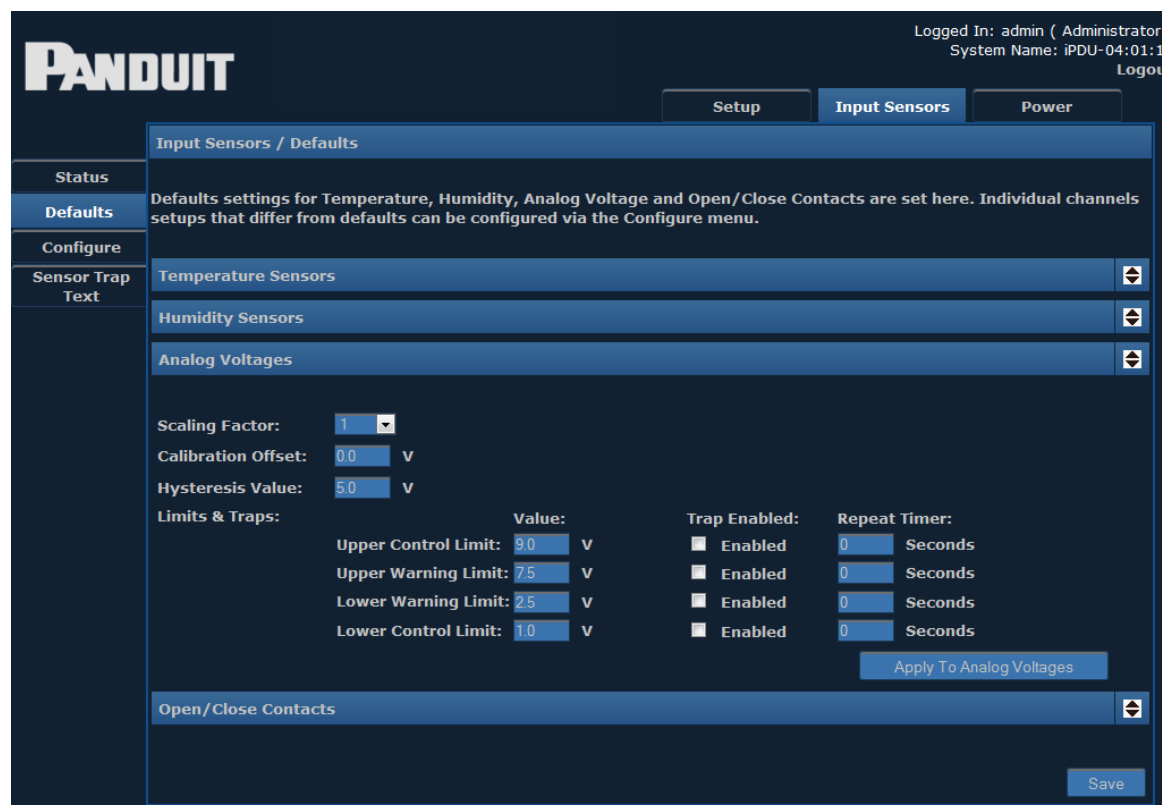 Logged In: admin ( Administrator
System Name: iPDU-04:01:1
Logou
PANDUIT
Setup Input Sensors Power
Input Sensors / Defaults
Status
Defaults
Configure
Sensor Trap
Text
Defaults settings for Temperature, Humidity, Analog Voltage and Open/Close Contacts are set here. Individual channels
setups that differ from defaults can be configured via the Configure menu.
Temperature Sensors
Humidity Sensors
Analog Voltages
Scaling Factor: 1
Calibration Offset: 0.0 V
Hysteresis Value: 5.0 V
Limits & Traps: Value: Trap Enabled: Repeat Timer:
Upper Control Limit: 9.0 V Enabled 0 Seconds
Upper Warning Limit: 7.5 V Enabled 0 Seconds
Lower Warning Limit: 2.5 V Enabled 0 Seconds
Lower Control Limit: 1.0 V Enabled 0 Seconds
Apply To Analog Voltages
Open/Close Contacts
Save